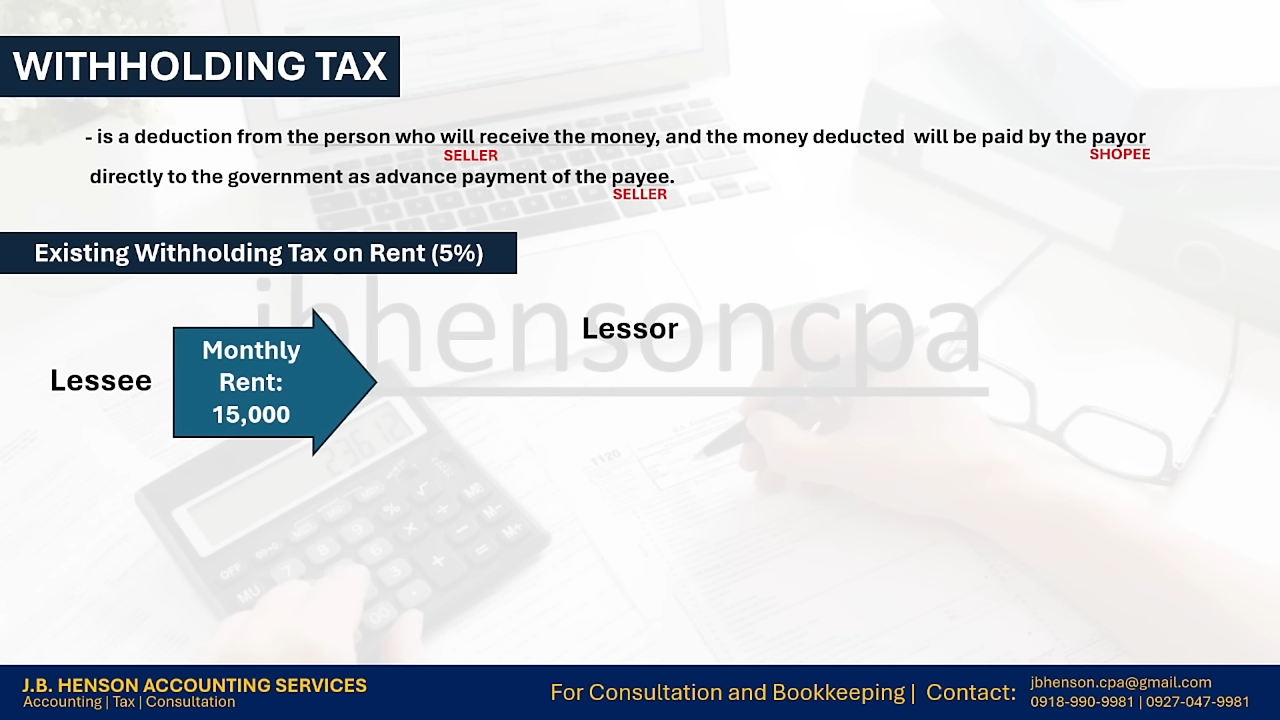 WITHHOLDING TAX
- is a deduction from the person who will receive the money, and the money deducted will be paid by the payor
SELLER
SHOPEE
directly to the government as advance payment of the payee.
SELLER
Existing Withholding Tax on Rent (5%)
jbhensoncpa
Lessor
Lessee
Monthly
Rent:
15,000
1120
OFF
MU
M+
J.B. HENSON ACCOUNTING SERVICES
Accounting | Tax | Consultation
For Consultation and Bookkeeping | Contact:
jbhenson.cpa@gmail.com
0918-990-9981 | 0927-047-9981